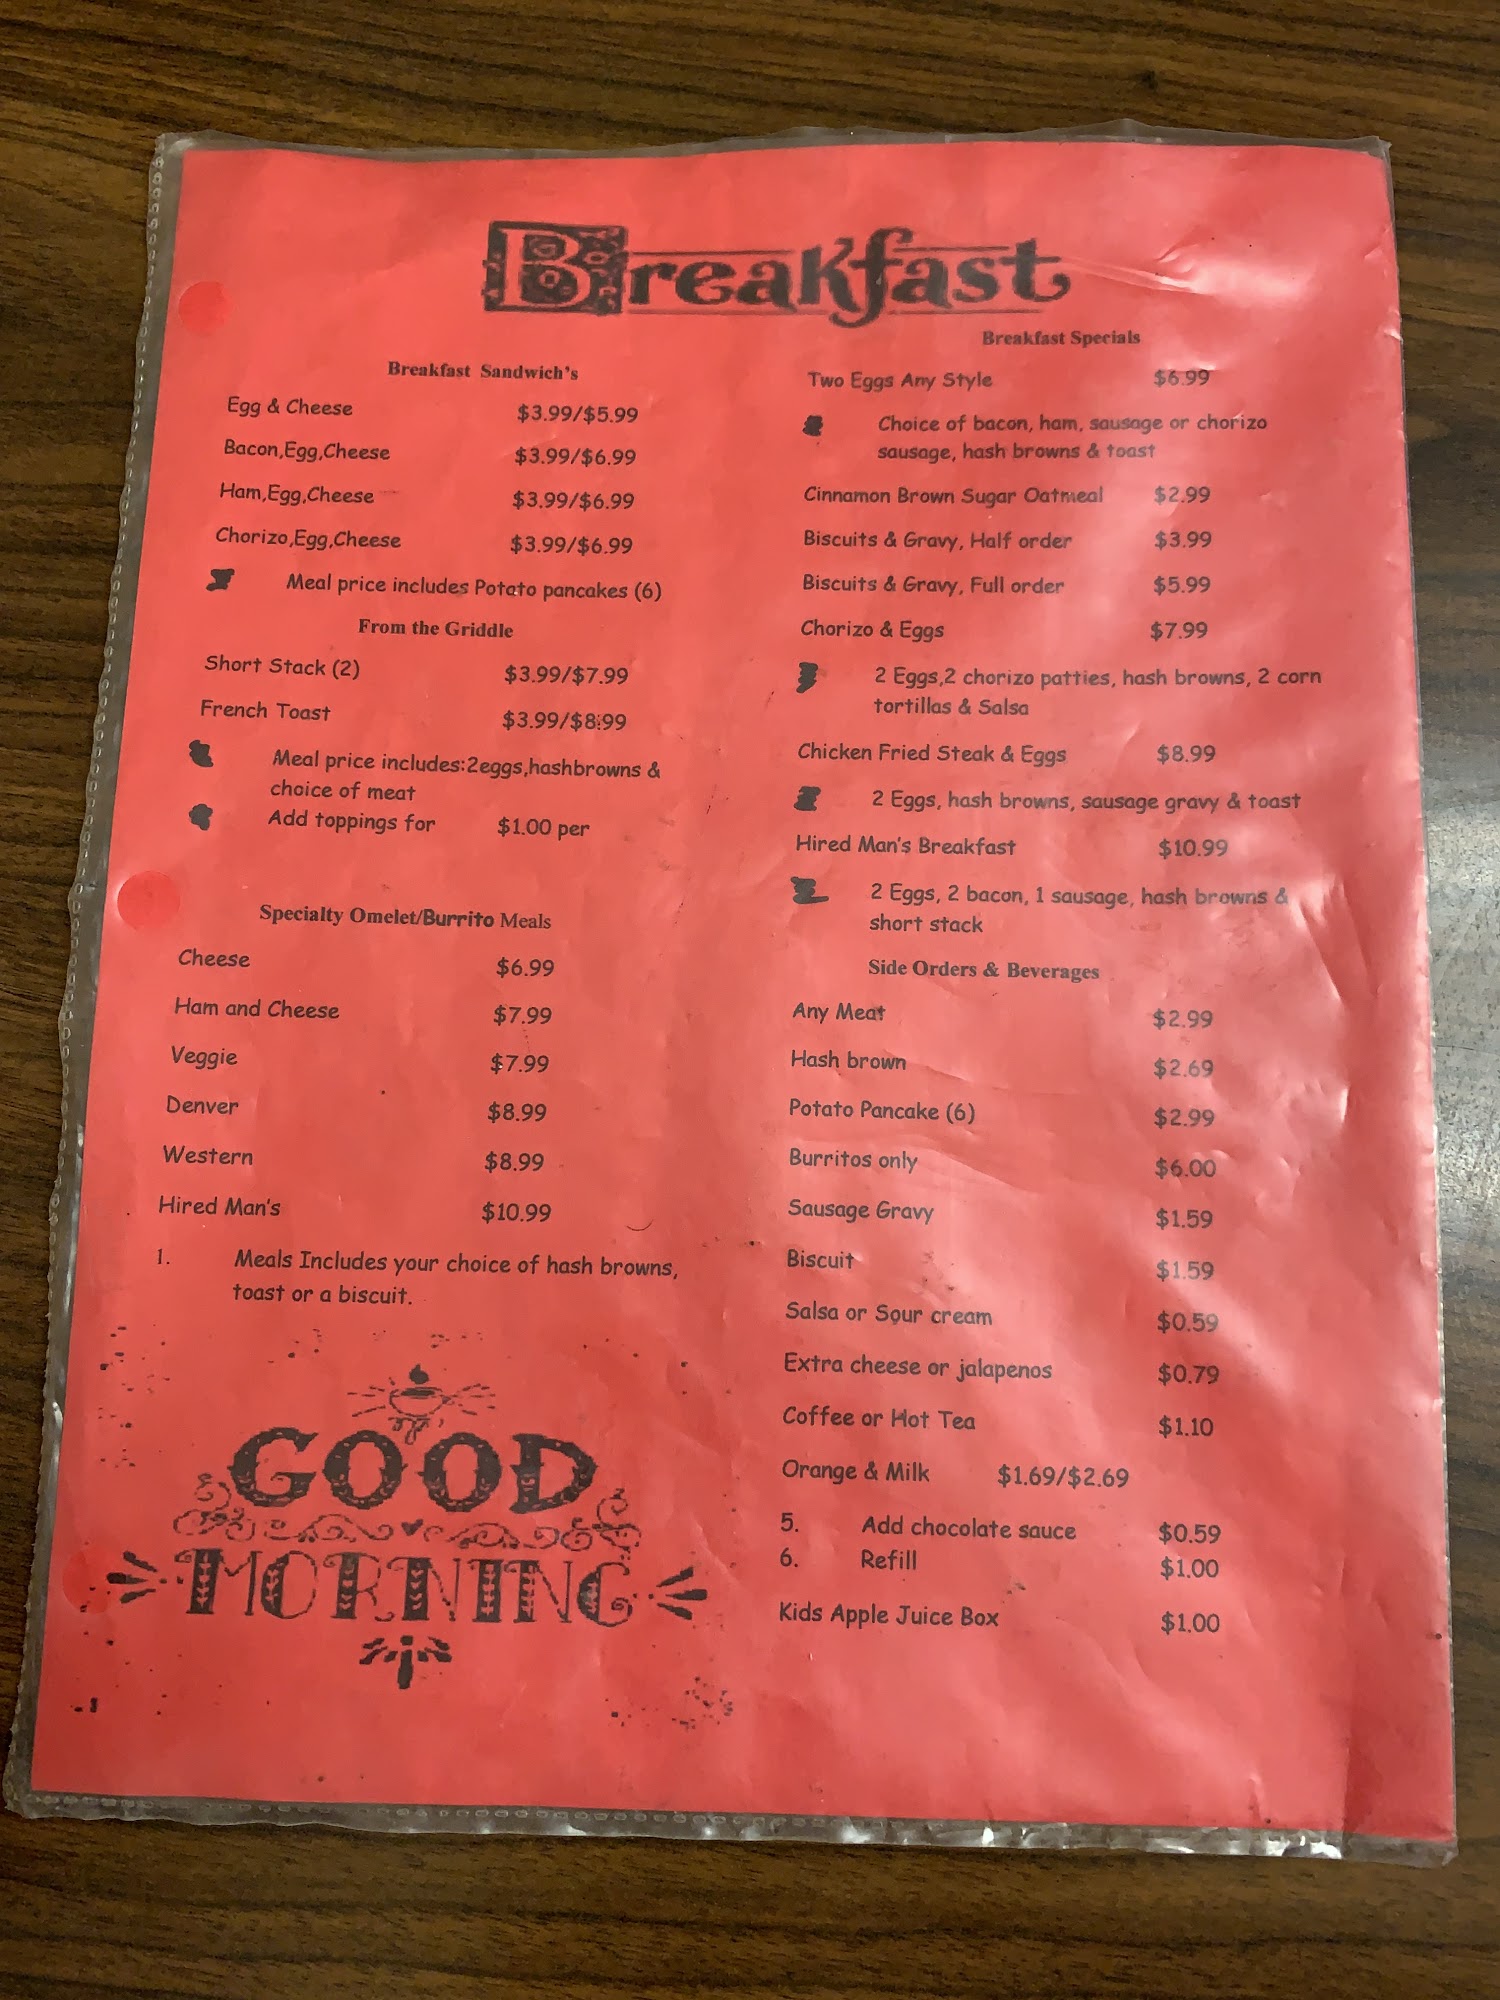 Breakfast
Breakfast Sandwich's
Egg & Cheese $3.99/$5.99
Bacon,Egg,Cheese $3.99/$6.99
Ham,Egg,Cheese $3.99/$6.99
Chorizo,Egg,Cheese $3.99/$6.99
Meal price includes Potato pancakes (6)
From the Griddle
Short Stack (2) $3.99/$7.99
French Toast $3.99/$8.99
Meal price includes:2eggs,hashbrowns &
choice of meat
Add toppings for $1.00 per
Specialty Omelet/Burrito Meals
Cheese $6.99
Ham and Cheese $7.99
Veggie $7.99
Denver $8.99
Western $8.99
Hired Man's $10.99
1. Meals Includes your choice of hash browns,
toast or a biscuit.
GOOD
MORNING
Breakfast Specials
Two Eggs Any Style $6.99
Choice of bacon, ham, sausage or chorizo
sausage, hash browns & toast
Cinnamon Brown Sugar Oatmeal $2.99
Biscuits & Gravy, Half order $3.99
Biscuits & Gravy, Full order $5.99
Chorizo & Eggs $7.99
2 Eggs,2 chorizo patties, hash browns, 2 corn
tortillas & Salsa
Chicken Fried Steak & Eggs $8.99
2 Eggs, hash browns, sausage gravy & toast
Hired Man's Breakfast $10.99
2 Eggs, 2 bacon, 1 sausage, hash browns &
short stack
Side Orders & Beverages
Any Meat $2.99
Hash brown $2.69
Potato Pancake (6) $2.99
Burritos only $6.00
Sausage Gravy $1.59
Biscuit $1.59
Salsa or Sour cream $0.59
Extra cheese or jalapenos $0.79
Coffee or Hot Tea $1.10
Orange & Milk $1.69/$2.69
5. Add chocolate sauce $0.59
6. Refill $1.00
Kids Apple Juice Box $1.00